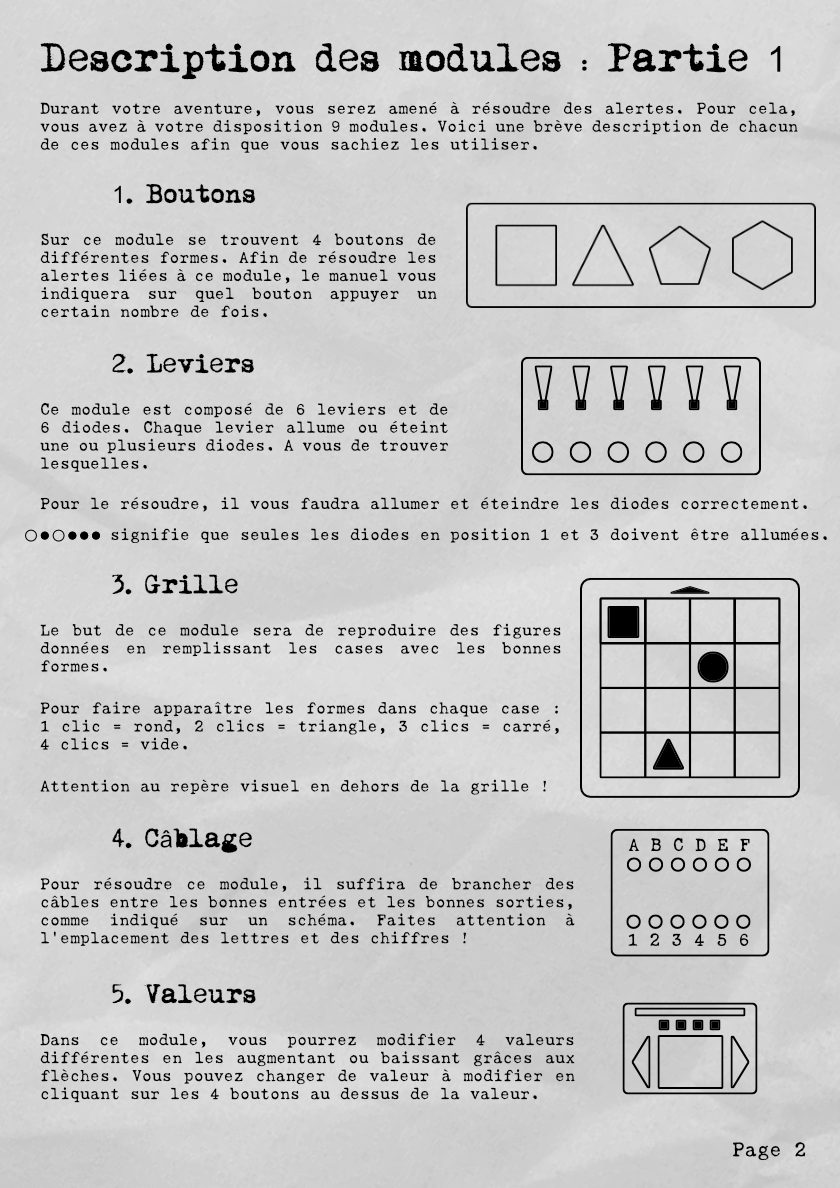 Description des modules : Partie 1
Durant votre aventure, vous serez amené à résoudre des alertes. Pour cela,
vous avez à votre disposition 9 modules. Voici une brève description de chacun
de ces modules afin que vous sachiez les utiliser.
1. Boutons
Sur ce module se trouvent 4 boutons de
différentes formes. Afin de résoudre les
alertes liées à ce module, le manuel vous
indiquera sur quel bouton appuyer un
certain nombre de fois.
2. Leviers
Ce module est composé de 6 leviers et de
6 diodes. Chaque levier allume ou éteint
une ou plusieurs diodes. A vous de trouver
lesquelles.
Pour le résoudre, il vous faudra allumer et éteindre les diodes correctement.
○●○●●● signifie que seules les diodes en position 1 et 3 doivent être allumées.
3. Grille
Le but de ce module sera de reproduire des figures
données en remplissant les cases avec les bonnes
formes.
Pour faire apparaître les formes dans chaque case :
1 clic = rond, 2 clics = triangle, 3 clics = carré,
4 clics = vide.
Attention au repère visuel en dehors de la grille !
4. Câblage
Pour résoudre ce module, il suffira de brancher des
câbles entre les bonnes entrées et les bonnes sorties,
comme indiqué sur un schéma. Faites attention à
l'emplacement des lettres et des chiffres !
A B C D E F
1 2 3 4 5 6
5. Valeurs
Dans ce module, vous pourrez modifier 4 valeurs
différentes en les augmentant ou baissant grâces aux
flèches. Vous pouvez changer de valeur à modifier en
cliquant sur les 4 boutons au dessus de la valeur.
Page 2